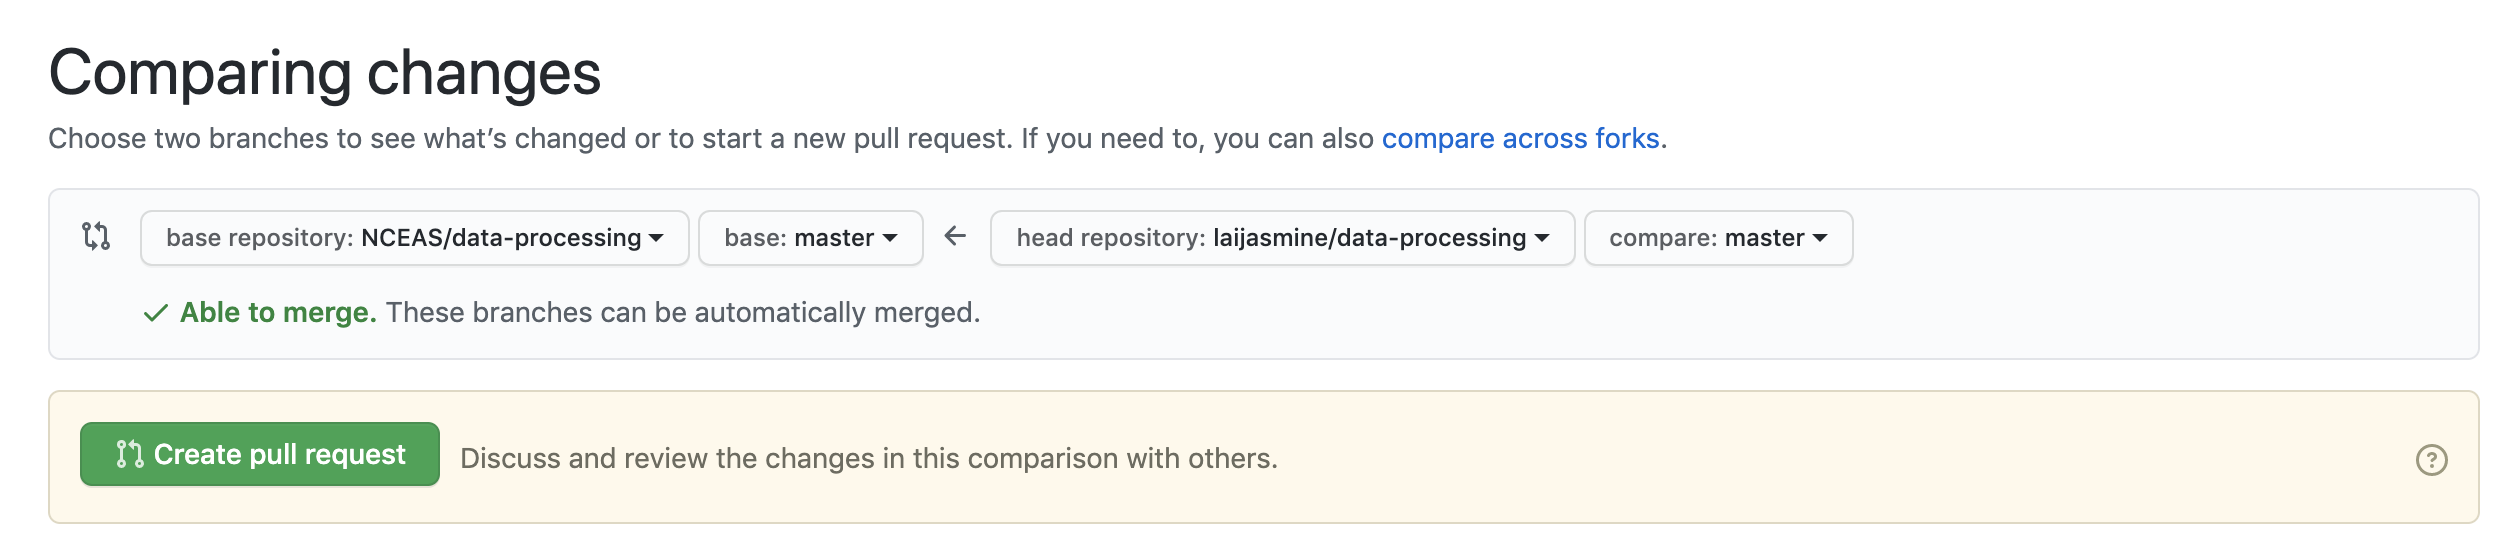 Comparing changes
Choose two branches to see what’s changed or to start a new pull request. If you need to, you can also compare across forks.
base repository: NCEAS/data-processing base: master head repository: laijasmine/data-processing compare: master
Able to merge. These branches can be automatically merged.
Create pull request Discuss and review the changes in this comparison with others. ?